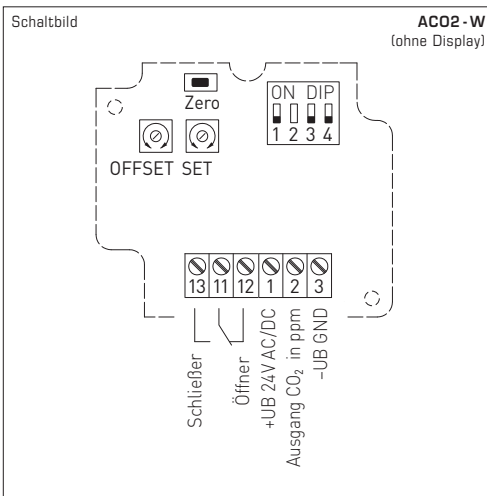 Schaltbild
ACO2-W
(ohne Display)
Zero
ON DIP
1 2 3 4
OFFSET SET
13 11 12 1 2 3
Schließer
Öffner
+UB 24V AC/DC
Ausgang CO₂ in ppm
-UB GND